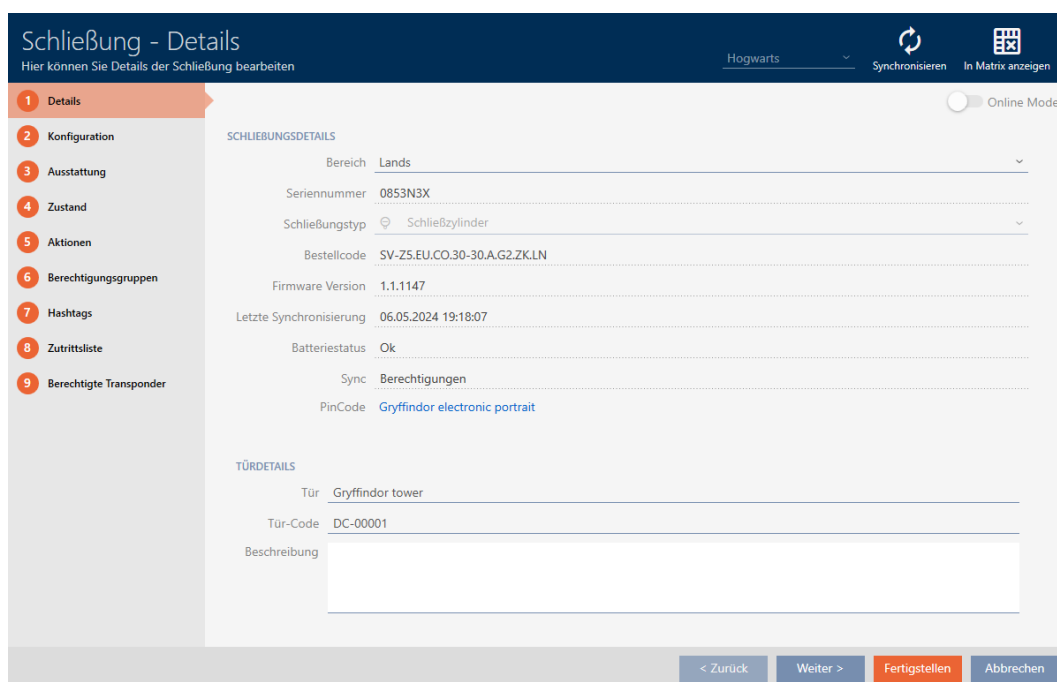 Schließung - Details
Hier können Sie Details der Schließung bearbeiten
Hogwarts
Synchronisieren
In Matrix anzeigen
1 Details
2 Konfiguration
3 Ausstattung
4 Zustand
5 Aktionen
6 Berechtigungsgruppen
7 Hashtags
8 Zutrittsliste
9 Berechtigte Transponder
Online Mode
SCHLIEßUNGSDETAILS
Bereich Lands
Seriennummer 0853N3X
Schließungstyp Schließzylinder
Bestellcode SV-Z5.EU.CO.30-30.A.G2.ZK.LN
Firmware Version 1.1.1147
Letzte Synchronisierung 06.05.2024 19:18:07
Batteriestatus Ok
Sync Berechtigungen
PinCode Gryffindor electronic portrait
TÜRDETAILS
Tür Gryffindor tower
Tür-Code DC-00001
Beschreibung
< Zurück
Weiter >
Fertigstellen
Abbrechen